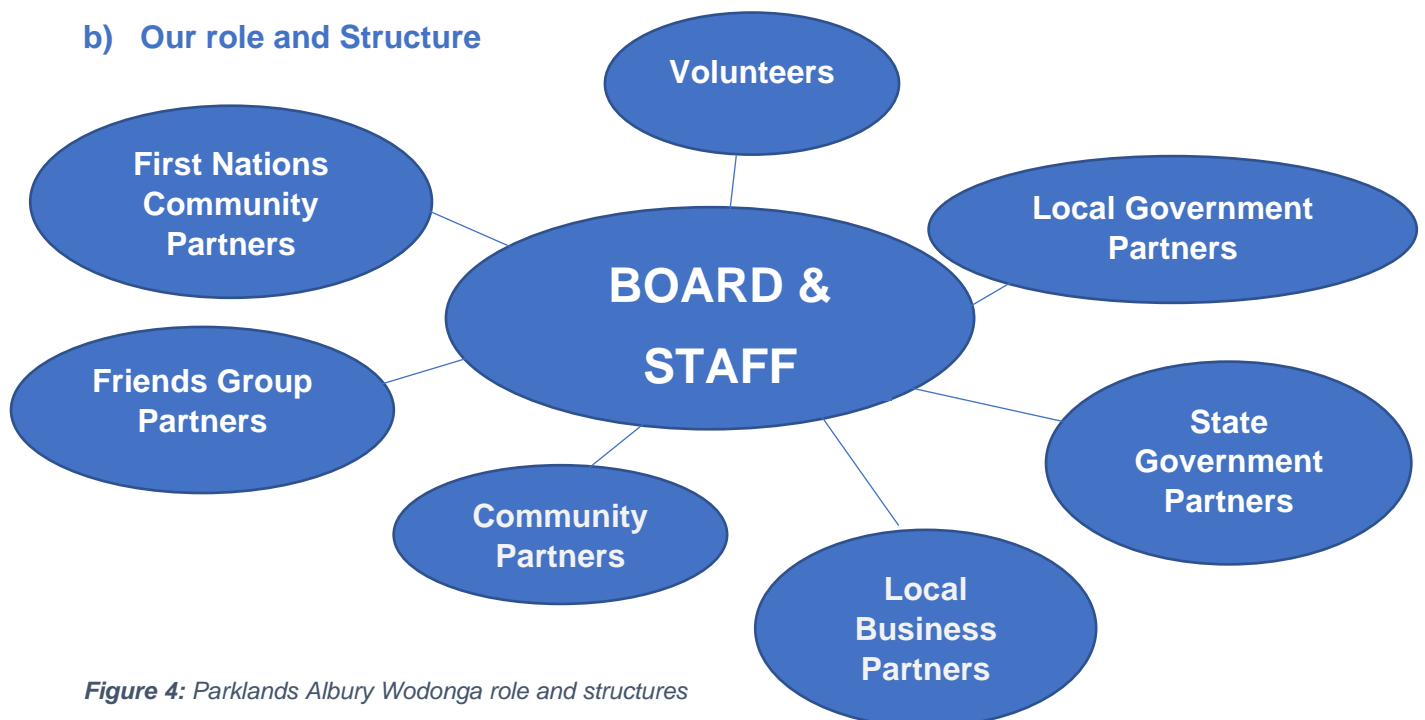 b) Our role and Structure
Volunteers
First Nations
Community
Partners
Local Government
Partners
BOARD &
STAFF
Friends Group
Partners
State
Government
Partners
Community
Partners
Local
Business
Partners
Figure 4: Parklands Albury Wodonga role and structures